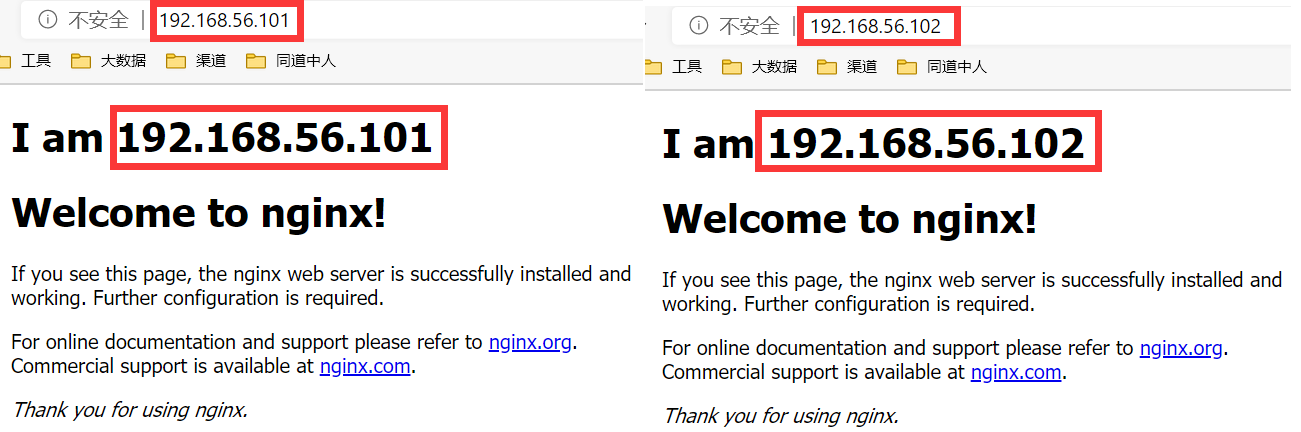 不安全 | 192.168.56.101
工具 大数据 渠道 同道中人
I am 192.168.56.101
Welcome to nginx!
If you see this page, the nginx web server is successfully installed and
working. Further configuration is required.
For online documentation and support please refer to nginx.org.
Commercial support is available at nginx.com.
Thank you for using nginx.
不安全 | 192.168.56.102
工具 大数据 渠道 同道中人
I am 192.168.56.102
Welcome to nginx!
If you see this page, the nginx web server is successfully installed and
working. Further configuration is required.
For online documentation and support please refer to nginx.org.
Commercial support is available at nginx.com.
Thank you for using nginx.